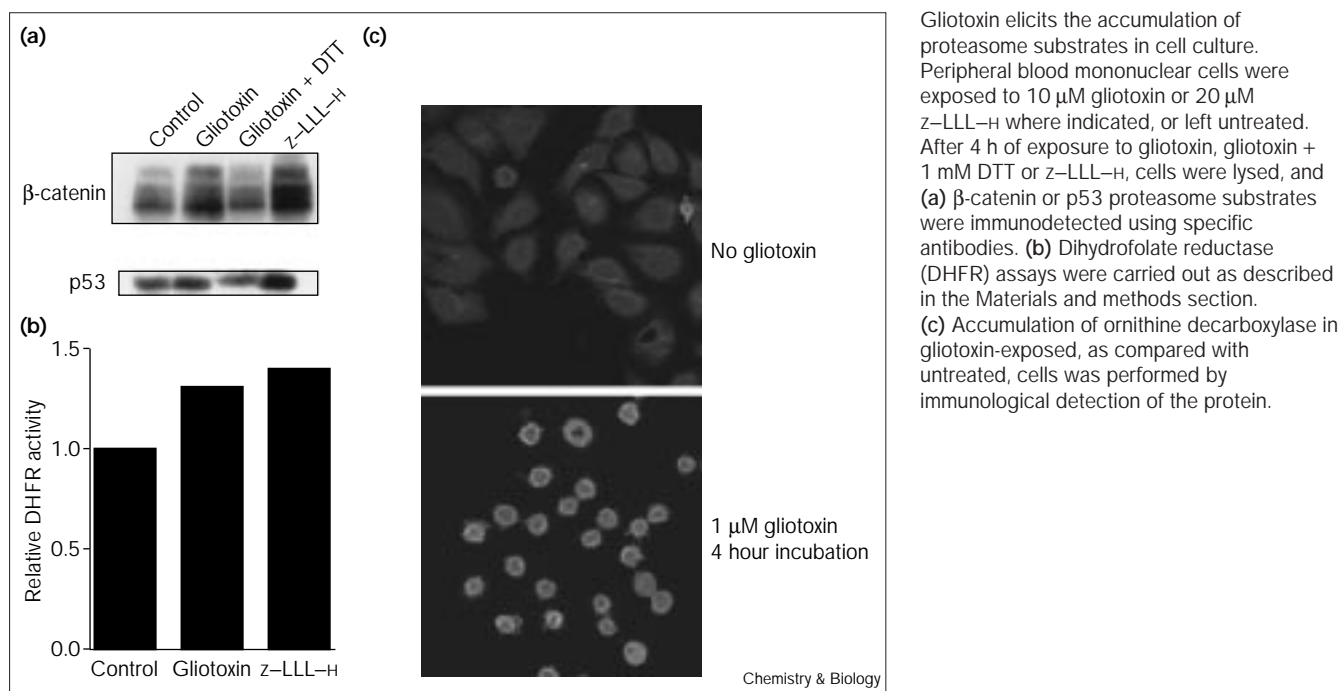 (a)
Control
Gliotoxin
Gliotoxin + DTT
Z–LLL–H
β-catenin
p53
(b)
Relative DHFR activity
1.5
1.0
0.5
0.0
Control Gliotoxin Z–LLL–H
(c)
No gliotoxin
1 μM gliotoxin
4 hour incubation
Chemistry & Biology
Gliotoxin elicits the accumulation of
proteasome substrates in cell culture.
Peripheral blood mononuclear cells were
exposed to 10 μM gliotoxin or 20 μM
Z–LLL–H where indicated, or left untreated.
After 4 h of exposure to gliotoxin, gliotoxin +
1 mM DTT or Z–LLL–H, cells were lysed, and
(a) β-catenin or p53 proteasome substrates
were immunodetected using specific
antibodies. (b) Dihydrofolate reductase
(DHFR) assays were carried out as described
in the Materials and methods section.
(c) Accumulation of ornithine decarboxylase in
gliotoxin-exposed, as compared with
untreated, cells was performed by
immunological detection of the protein.